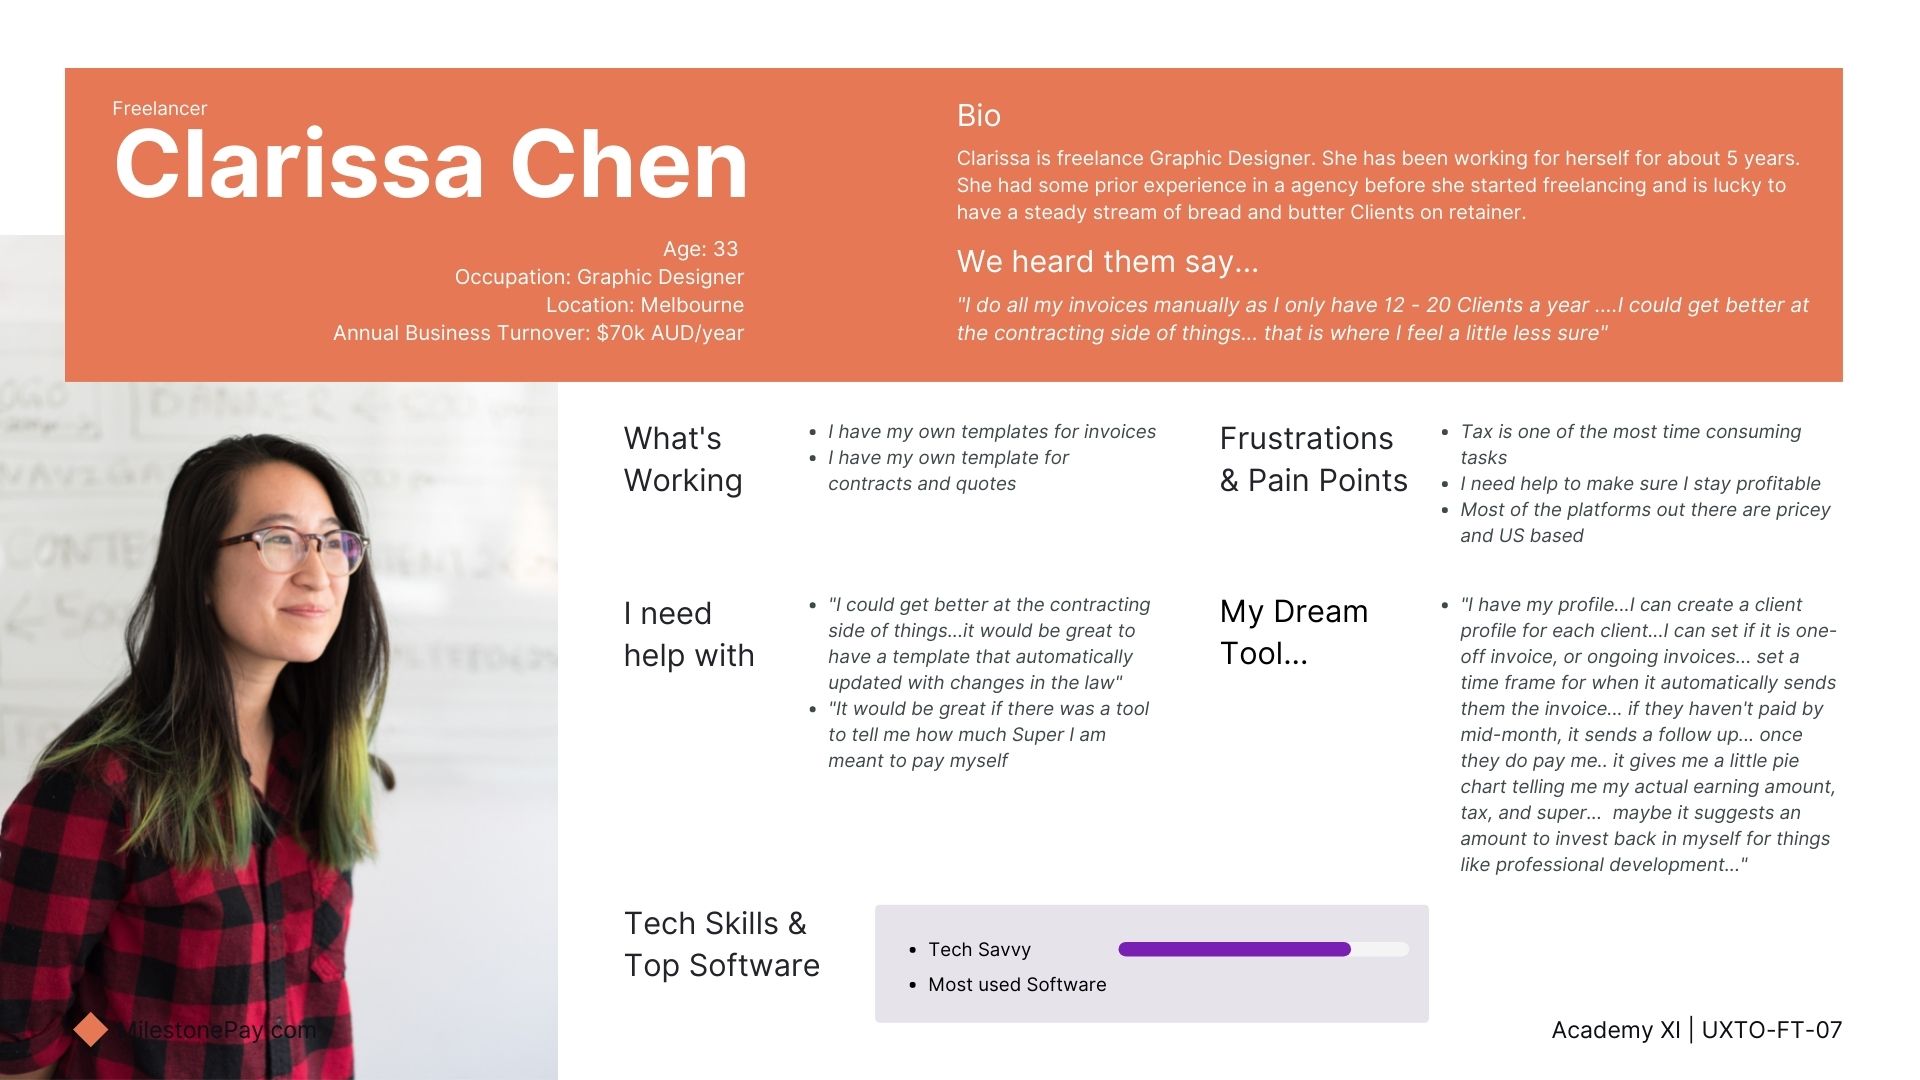 Freelancer
Clarissa Chen
Age: 33
Occupation: Graphic Designer
Location: Melbourne
Annual Business Turnover: $70k AUD/year
Bio
Clarissa is freelance Graphic Designer. She has been working for herself for about 5 years.
She had some prior experience in a agency before she started freelancing and is lucky to
have a steady stream of bread and butter Clients on retainer.
We heard them say...
"I do all my invoices manually as I only have 12 - 20 Clients a year ....I could get better at
the contracting side of things... that is where I feel a little less sure"
What's
Working
• I have my own templates for invoices
• I have my own template for
contracts and quotes
Frustrations
& Pain Points
• Tax is one of the most time consuming
tasks
• I need help to make sure I stay profitable
• Most of the platforms out there are pricey
and US based
I need
help with
• "I could get better at the contracting
side of things...it would be great to
have a template that automatically
updated with changes in the law"
• "It would be great if there was a tool
to tell me how much Super I am
meant to pay myself
My Dream
Tool...
• "I have my profile...I can create a client
profile for each client...I can set if it is one-
off invoice, or ongoing invoices... set a
time frame for when it automatically sends
them the invoice... if they haven't paid by
mid-month, it sends a follow up... once
they do pay me.. it gives me a little pie
chart telling me my actual earning amount,
tax, and super...  maybe it suggests an
amount to invest back in myself for things
like professional development..."
Tech Skills &
Top Software
• Tech Savvy
• Most used Software
MilestonePay.com
Academy XI | UXTO-FT-07
BANNER